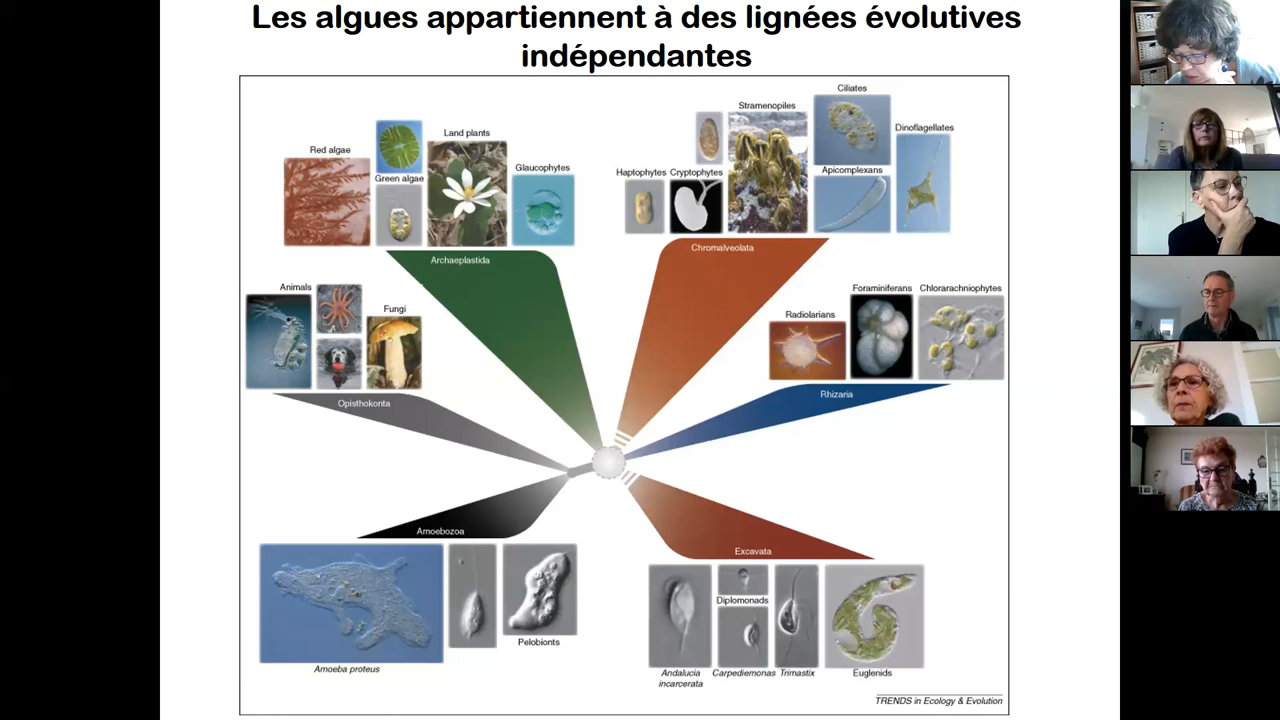 Les algues appartiennent à des lignées évolutives
indépendantes
Red algae
Green algae
Land plants
Glaucophytes
Archaeplastida
Haptophytes
Cryptophytes
Stramenopiles
Ciliates
Apicomplexans
Dinoflagellates
Chromalveolata
Animals
Fungi
Opisthokonta
Radiolarians
Foraminiferans
Chlorarachniophytes
Rhizaria
Amoebozoa
Amoeba proteus
Pelobionts
Excavata
Andalucia
incarcerata
Diplomonads
Carpediemonas
Trimastix
Euglenids
TRENDS in Ecology & Evolution